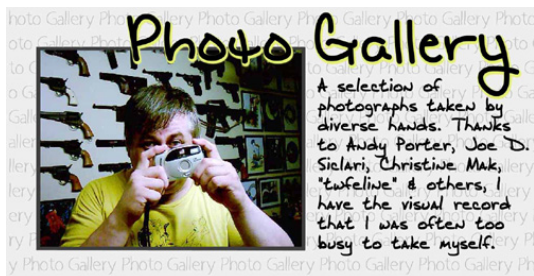 Photo Gallery
A selection of
photographs taken by
diverse hands. Thanks
to Andy Porter, Joe D.
Siclari, Christine Mak,
"twfeline" & others, I
have the visual record
that I was often too
busy to take myself.